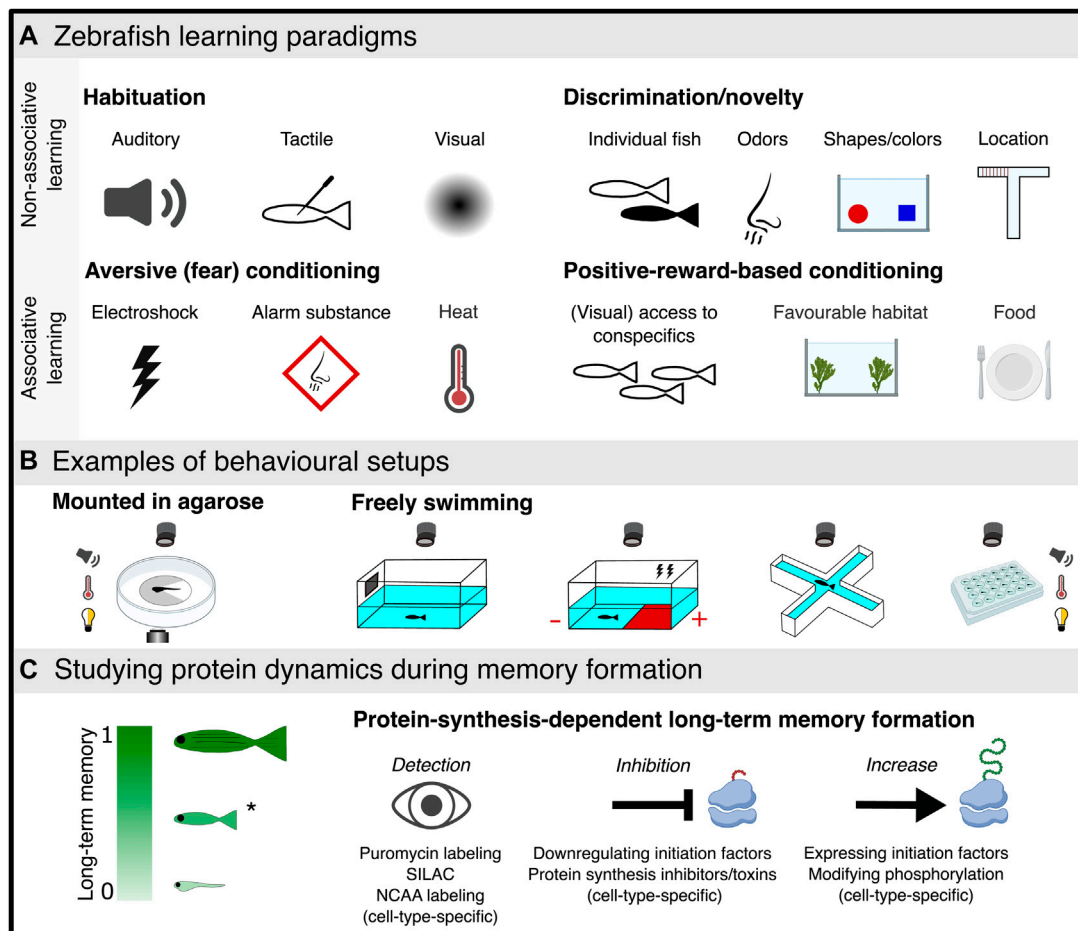 A Zebrafish learning paradigms
Non-associative
learning
Habituation
Auditory
Tactile
Visual
Discrimination/novelty
Individual fish
Odors
Shapes/colors
Location
Associative
learning
Aversive (fear) conditioning
Electroshock
Alarm substance
Heat
Positive-reward-based conditioning
(Visual) access to
conspecifics
Favourable habitat
Food
B Examples of behavioural setups
Mounted in agarose
Freely swimming
– +
C Studying protein dynamics during memory formation
Long-term memory
1
0
*
Protein-synthesis-dependent long-term memory formation
Detection
Puromycin labeling
SILAC
NCAA labeling
(cell-type-specific)
Inhibition
Downregulating initiation factors
Protein synthesis inhibitors/toxins
(cell-type-specific)
Increase
Expressing initiation factors
Modifying phosphorylation
(cell-type-specific)